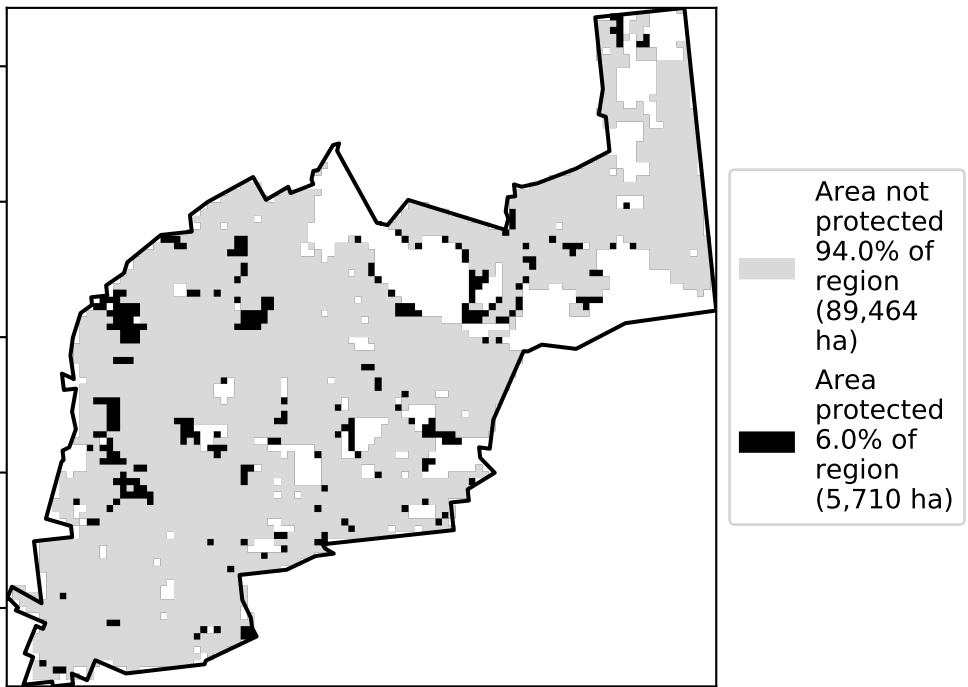 Area not
protected
94.0% of
region
(89,464
ha)
Area
protected
6.0% of
region
(5,710 ha)